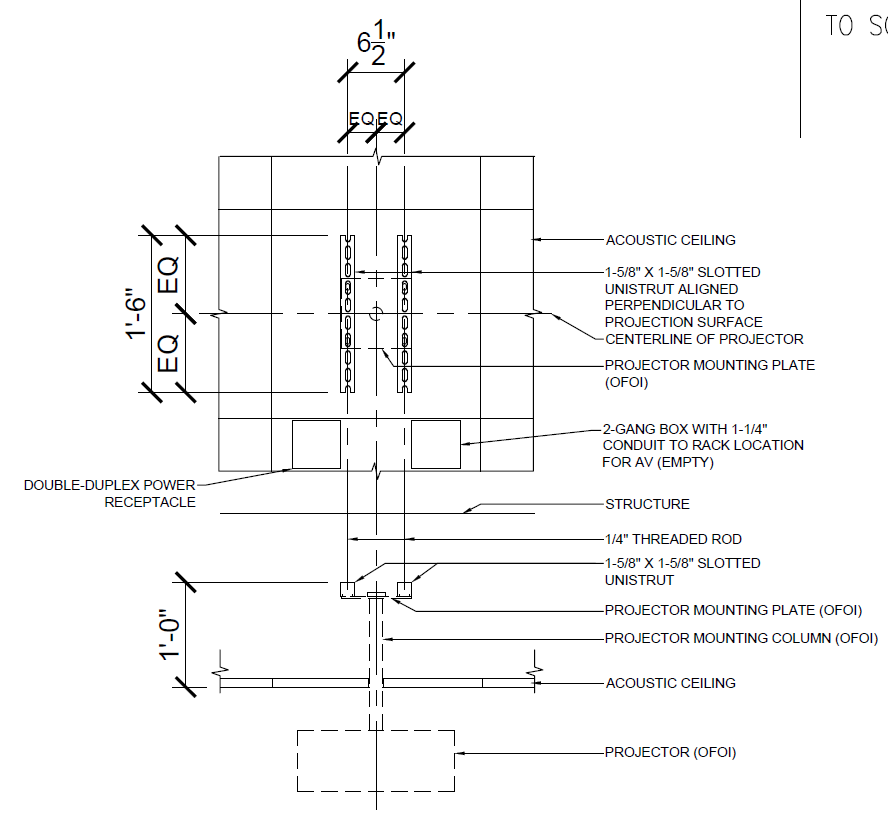 TO SC
6 1/2"
EQ EQ
1'-6"
EQ
EQ
ACOUSTIC CEILING
1-5/8" X 1-5/8" SLOTTED
UNISTRUT ALIGNED
PERPENDICULAR TO
PROJECTION SURFACE
CENTERLINE OF PROJECTOR
PROJECTOR MOUNTING PLATE
(OFOI)
2-GANG BOX WITH 1-1/4"
CONDUIT TO RACK LOCATION
FOR AV (EMPTY)
DOUBLE-DUPLEX POWER
RECEPTACLE
STRUCTURE
1/4" THREADED ROD
1-5/8" X 1-5/8" SLOTTED
UNISTRUT
1'-0"
PROJECTOR MOUNTING PLATE (OFOI)
PROJECTOR MOUNTING COLUMN (OFOI)
ACOUSTIC CEILING
PROJECTOR (OFOI)